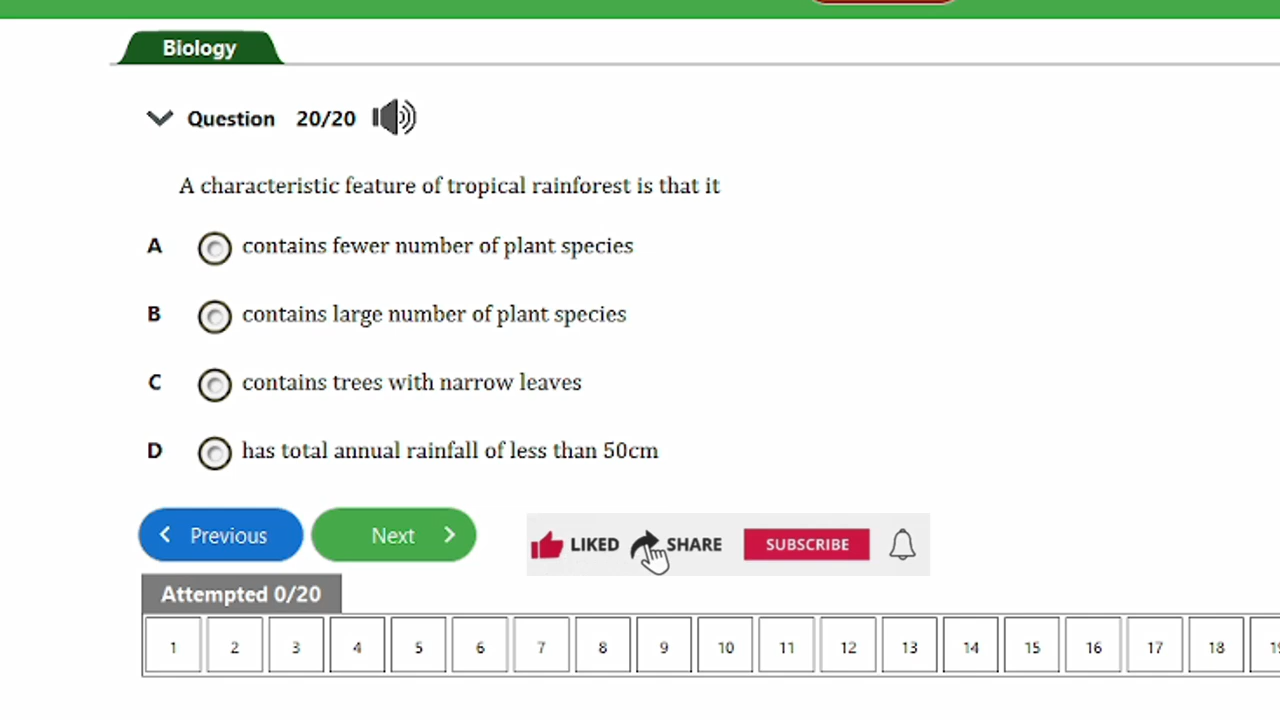 Biology
Question 20/20
A characteristic feature of tropical rainforest is that it
A contains fewer number of plant species
B contains large number of plant species
C contains trees with narrow leaves
D has total annual rainfall of less than 50cm
Previous Next
LIKED SHARE SUBSCRIBE
Attempted 0/20
1 2 3 4 5 6 7 8 9 10 11 12 13 14 15 16 17 18